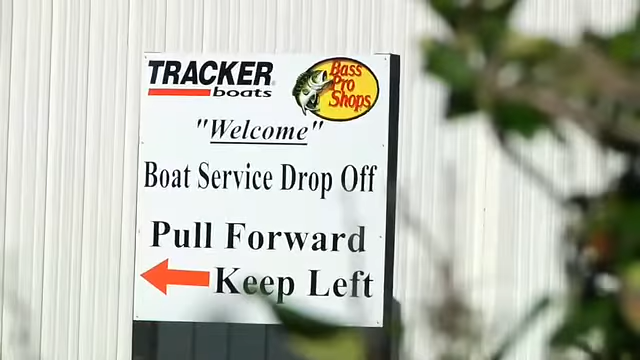 TRACKER
boats
Bass
Pro
Shops
"Welcome"
Boat Service Drop Off
Pull Forward
Keep Left